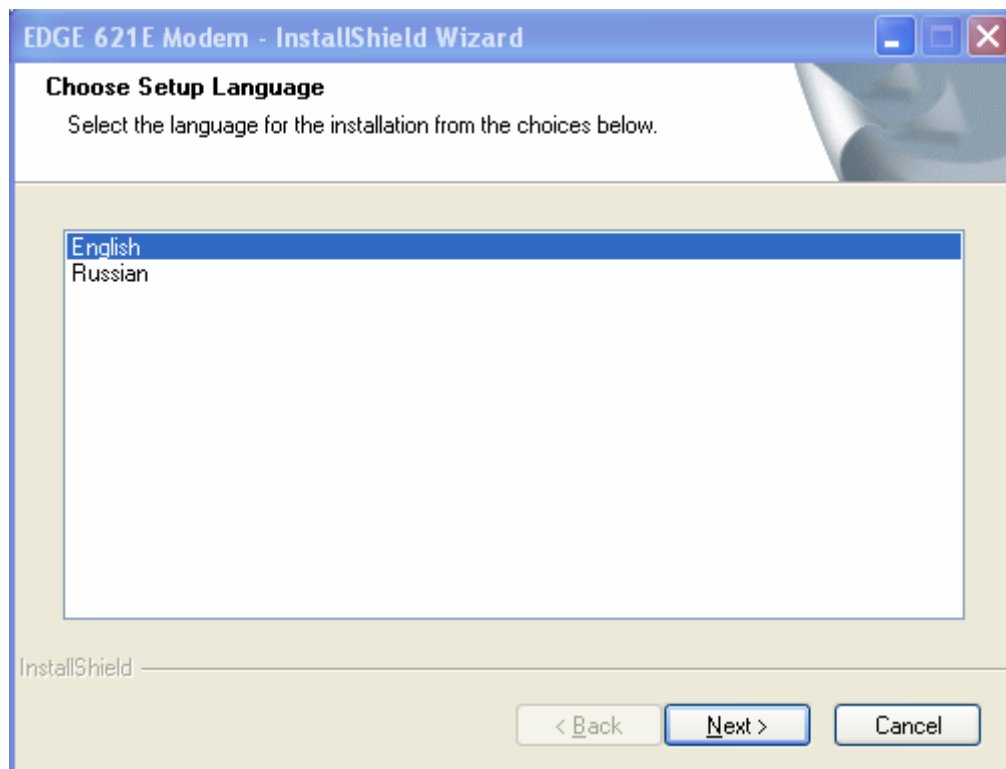 EDGE 621E Modem - InstallShield Wizard
Choose Setup Language
Select the language for the installation from the choices below.
English
Russian
InstallShield
< Back
Next >
Cancel